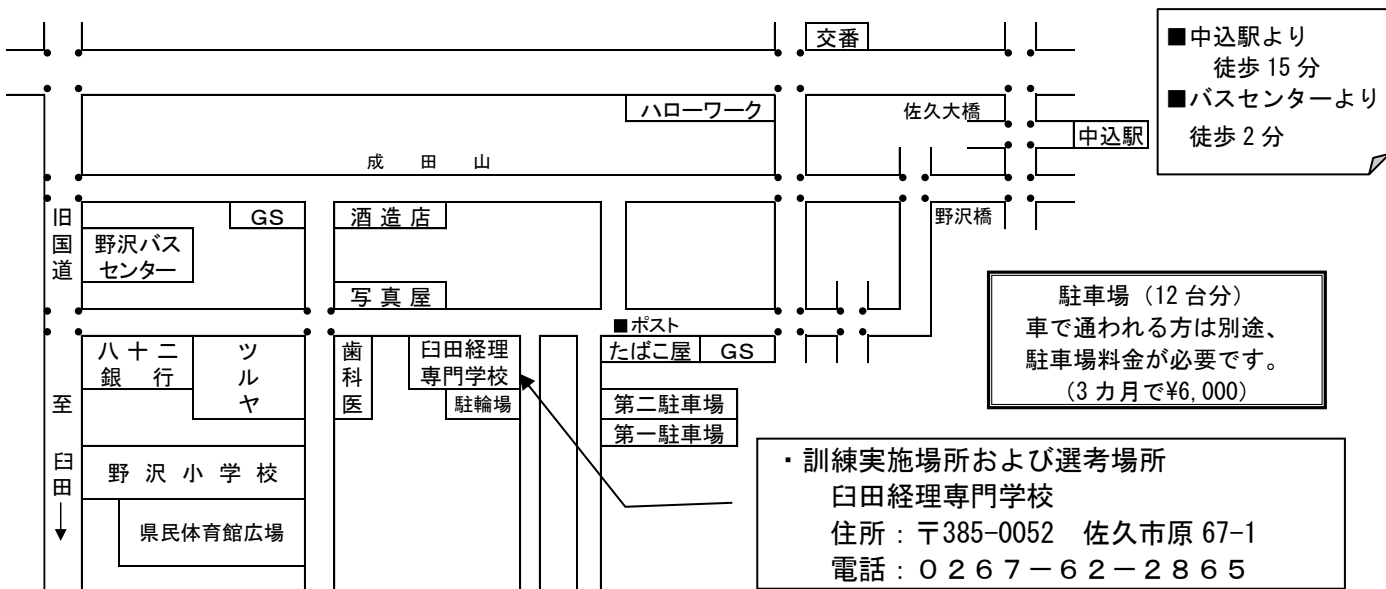 交番
■中込駅より
徒歩 15 分
■バスセンターより
徒歩 2 分
ハローワーク
佐久大橋
中込駅
成田山
旧国道
GS
酒造店
野沢橋
野沢バス
センター
写真屋
駐車場（12 台分）
車で通われる方は別途、
駐車場料金が必要です。
(3 カ月で¥6,000)
■ポスト
八十二
銀行
ツルヤ
歯科医
臼田経理
専門学校
たばこ屋
GS
駐輪場
第二駐車場
第一駐車場
至臼田
野沢小学校
県民体育館広場
・訓練実施場所および選考場所
臼田経理専門学校
住所：〒385-0052　佐久市原 67-1
電話：０２６７－６２－２８６５